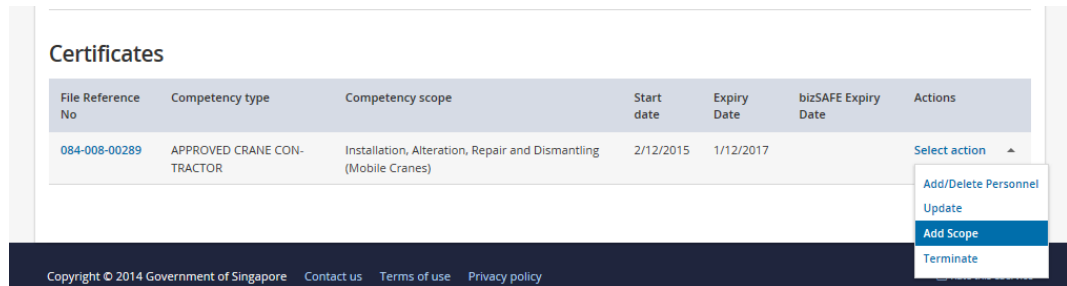 Certificates
File Reference No Competency type Competency scope Start date Expiry Date bizSAFE Expiry Date Actions
084-008-00289 APPROVED CRANE CON-TRACTOR Installation, Alteration, Repair and Dismantling (Mobile Cranes) 2/12/2015 1/12/2017 Select action
Add/Delete Personnel
Update
Add Scope
Terminate
Copyright © 2014 Government of Singapore Contact us Terms of use Privacy policy